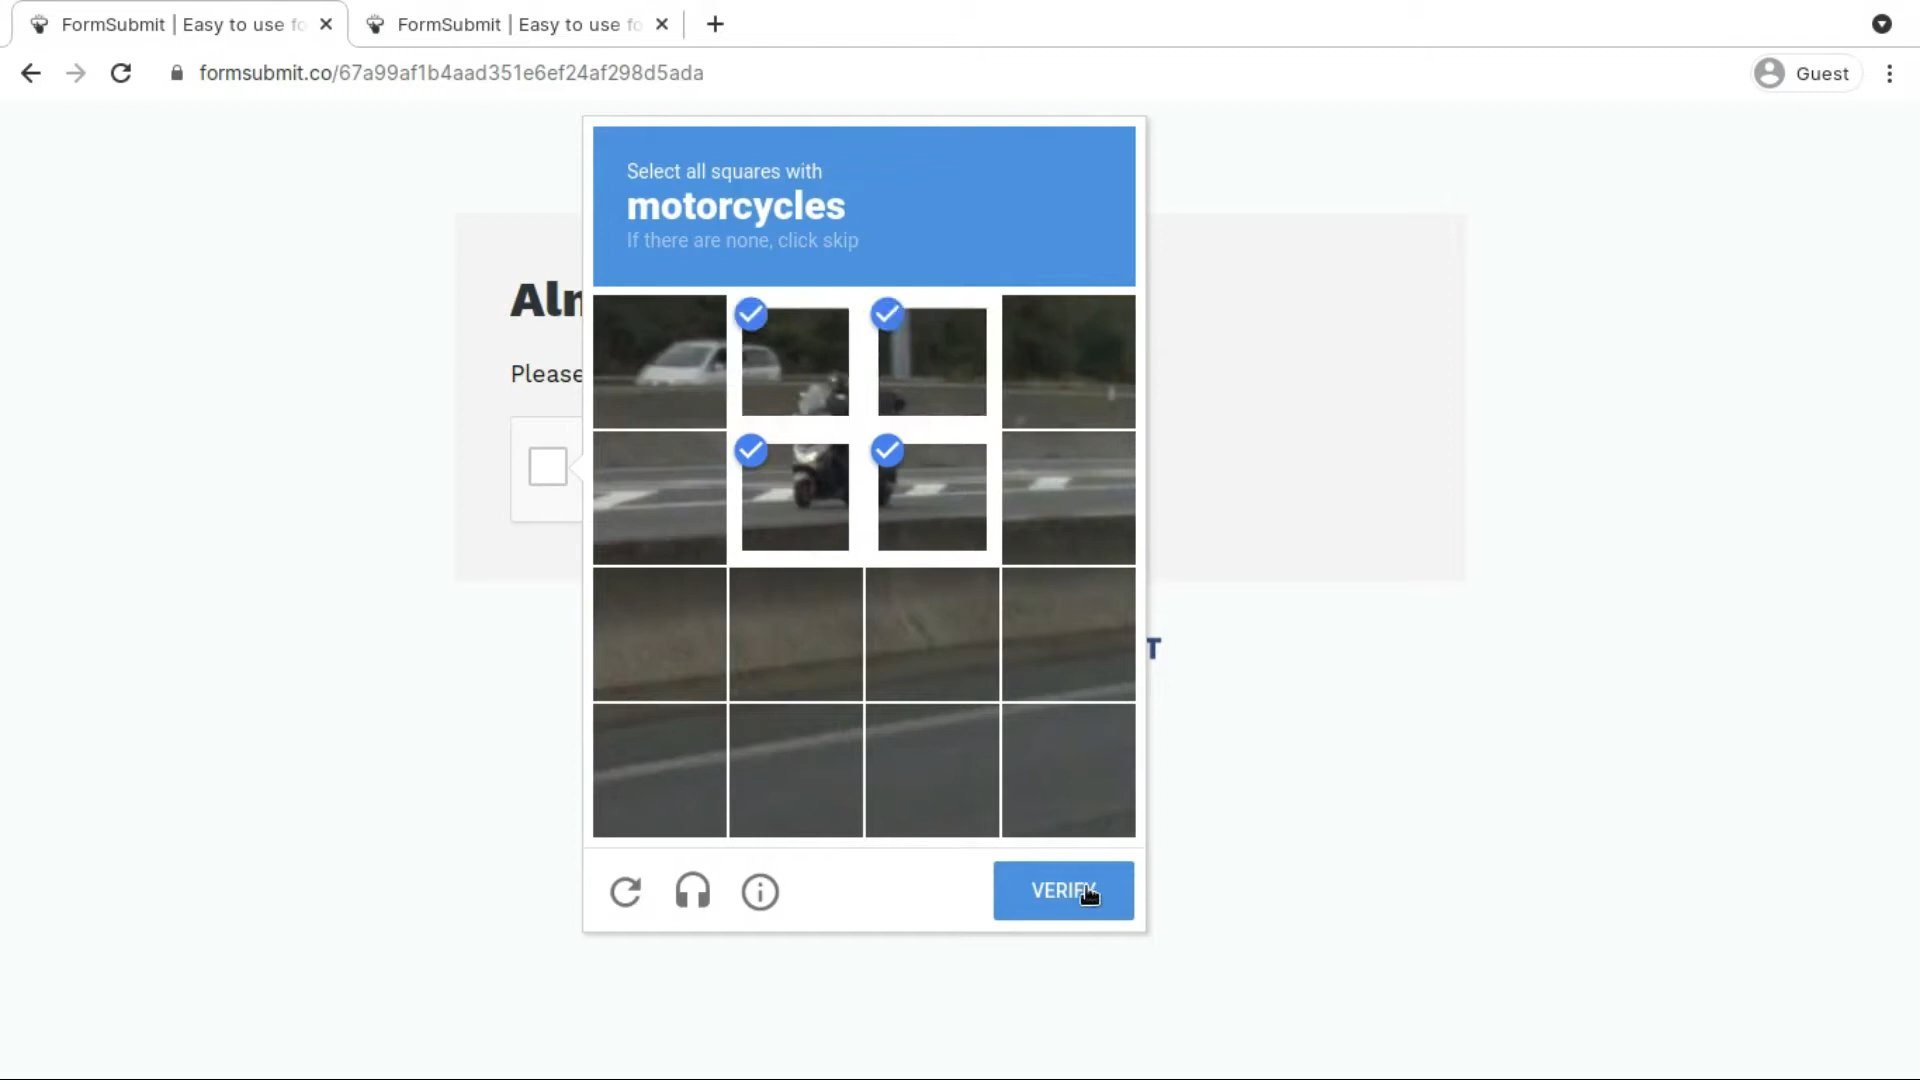 FormSubmit | Easy to use fo
FormSubmit | Easy to use fo
formsubmit.co/67a99af1b4aad351e6ef24af298d5ada
Guest
Select all squares with
motorcycles
If there are none, click skip
Alm
Please
T
VERIFY